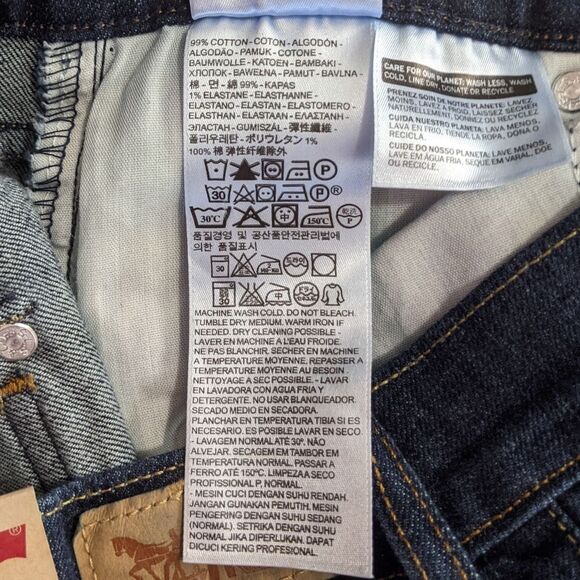 99% COTTON - COTON - ALGODÓN -
ALGODÃO - PAMUK - COTONE -
BAUMWOLLE - KATOEN - BAMBAKI -
ХЛОПОК - BAWEŁNA - PAMUT - BAVLNA -
棉 - 면 - 綿 99% - KAPAS
1% ELASTANE - ELASTHANNE -
ELASTANO - ELASTAN - ELASTOMERO
ELASTHAN - ELASTAAN - ΕΛΑΣΤΑΝΗ -
ЭЛАСТАН - GUMISZÁL - 弹性纤维 -
폴리우레탄 - ポリウレタン 1%
100% 棉 弹性纤维除外
30 P
30 P®
30°C 中 150°C P
품질경영 및 공산품안전관리법에
의한 품질표시
30
30 中
MACHINE WASH COLD. DO NOT BLEACH.
TUMBLE DRY MEDIUM. WARM IRON IF
NEEDED. DRY CLEANING POSSIBLE -
LAVER EN MACHINE A L'EAU FROIDE.
NE PAS BLANCHIR. SECHER EN MACHINE
A TEMPERATURE MOYENNE. REPASSER A
TEMPERATURE MOYENNE AU BESOIN .
NETTOYAGE A SEC POSSIBLE. - LAVAR
EN LAVADORA CON AGUA FRIA Y
DETERGENTE. NO USAR BLANQUEADOR.
SECADO MEDIO EN SECADORA.
PLANCHAR EN TEMPERATURA TIBIA SI ES
NECESARIO. ES POSIBLE LAVAR EN SECO.
- LAVAGEM NORMAL ATÉ 30º. NÃO
ALVEJAR. SECAGEM EM TAMBOR EM
TEMPERATURA NORMAL. PASSAR A
FERRO ATÉ 150ºC. LIMPEZA A SECO
PROFISSIONAL P, NORMAL.
- MESIN CUCI DENGAN SUHU RENDAH.
JANGAN GUNAKAN PEMUTIH. MESIN
PENGERING DENGAN SUHU SEDANG
(NORMAL). SETRIKA DENGAN SUHU
NORMAL JIKA DIPERLUKAN. DAPAT
DICUCI KERING PROFESIONAL.
CARE FOR OUR PLANET: WASH LESS, WASH
COLD, LINE DRY, DONATE OR RECYCLE
PRENEZ SOIN DE NOTRE PLANETE: LAVEZ
MOINS, LAVEZ À FROID, LAISSEZ SECHER
NATURELLEMENT, DONNEZ OU RECYCLEZ
CUIDA NUESTRO PLANETA: LAVA MENOS,
LAVA EN FRIO, TIENDE LA ROPA, DONA O
RECICLA.
CUIDE DO NOSSO PLANETA: LAVE MENOS,
LAVE EM ÁGUA FRIA, SEQUE EM VARAL, DOE
OU RECICLE.